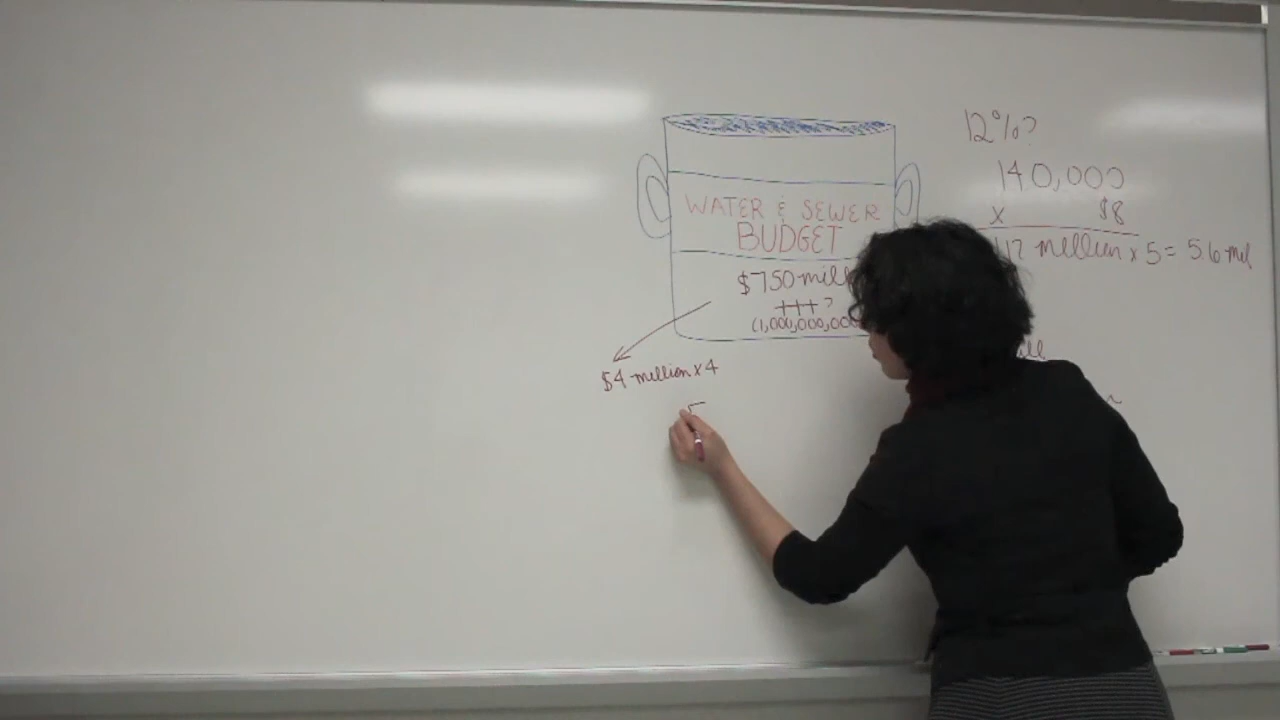 12%?
140,000
x $8
WATER & SEWER
BUDGET
million x 5 = 5.6 mil
$750 mill
+++?
(1,000,000,00
$4 million x 4